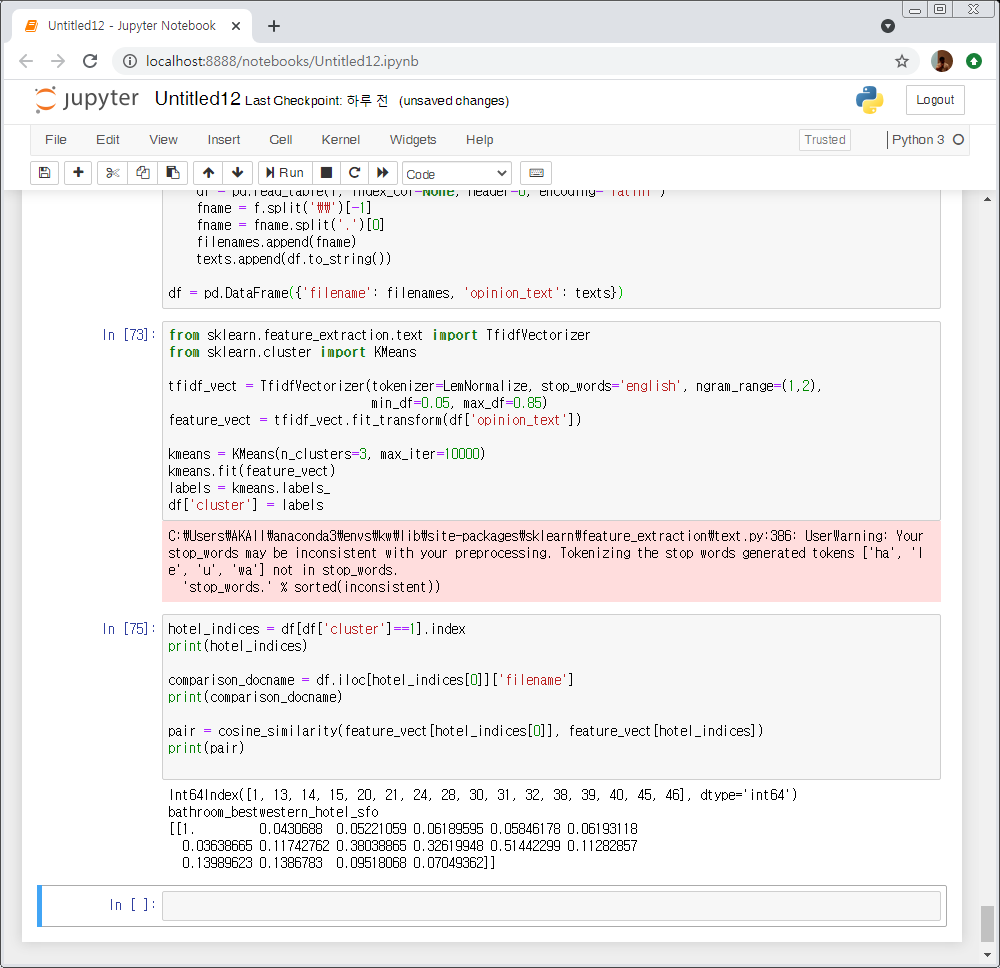 Untitled12 - Jupyter Notebook
localhost:8888/notebooks/Untitled12.ipynb
jupyter Untitled12 Last Checkpoint: 하루 전 (unsaved changes)
Logout
File Edit View Insert Cell Kernel Widgets Help Trusted Python 3
Run Code
df = pd.read_table(f, index_col=None, header=0, encoding='latin1')
fname = f.split('₩₩')[-1]
fname = fname.split('.')[0]
filenames.append(fname)
texts.append(df.to_string())
df = pd.DataFrame({'filename': filenames, 'opinion_text': texts})
In [73]:
from sklearn.feature_extraction.text import TfidfVectorizer
from sklearn.cluster import KMeans
tfidf_vect = TfidfVectorizer(tokenizer=LemNormalize, stop_words='english', ngram_range=(1,2),
min_df=0.05, max_df=0.85)
feature_vect = tfidf_vect.fit_transform(df['opinion_text'])
kmeans = KMeans(n_clusters=3, max_iter=10000)
kmeans.fit(feature_vect)
labels = kmeans.labels_
df['cluster'] = labels
C:₩Users₩AKAII₩anaconda3₩envs₩kw₩lib₩site-packages₩sklearn₩feature_extraction₩text.py:386: UserWarning: Your
stop_words may be inconsistent with your preprocessing. Tokenizing the stop words generated tokens ['ha', 'l
e', 'u', 'wa'] not in stop_words.
'stop_words.' % sorted(inconsistent))
In [75]:
hotel_indices = df[df['cluster']==1].index
print(hotel_indices)
comparison_docname = df.iloc[hotel_indices[0]]['filename']
print(comparison_docname)
pair = cosine_similarity(feature_vect[hotel_indices[0]], feature_vect[hotel_indices])
print(pair)
Int64Index([1, 13, 14, 15, 20, 21, 24, 28, 30, 31, 32, 38, 39, 40, 45, 46], dtype='int64')
bathroom_bestwestern_hotel_sfo
[[1. 0.0430688 0.05221059 0.06189595 0.05846178 0.06193118
0.03638665 0.11742762 0.38038865 0.32619948 0.51442299 0.11282857
0.13989623 0.1386783 0.09518068 0.07049362]]
In [ ]: